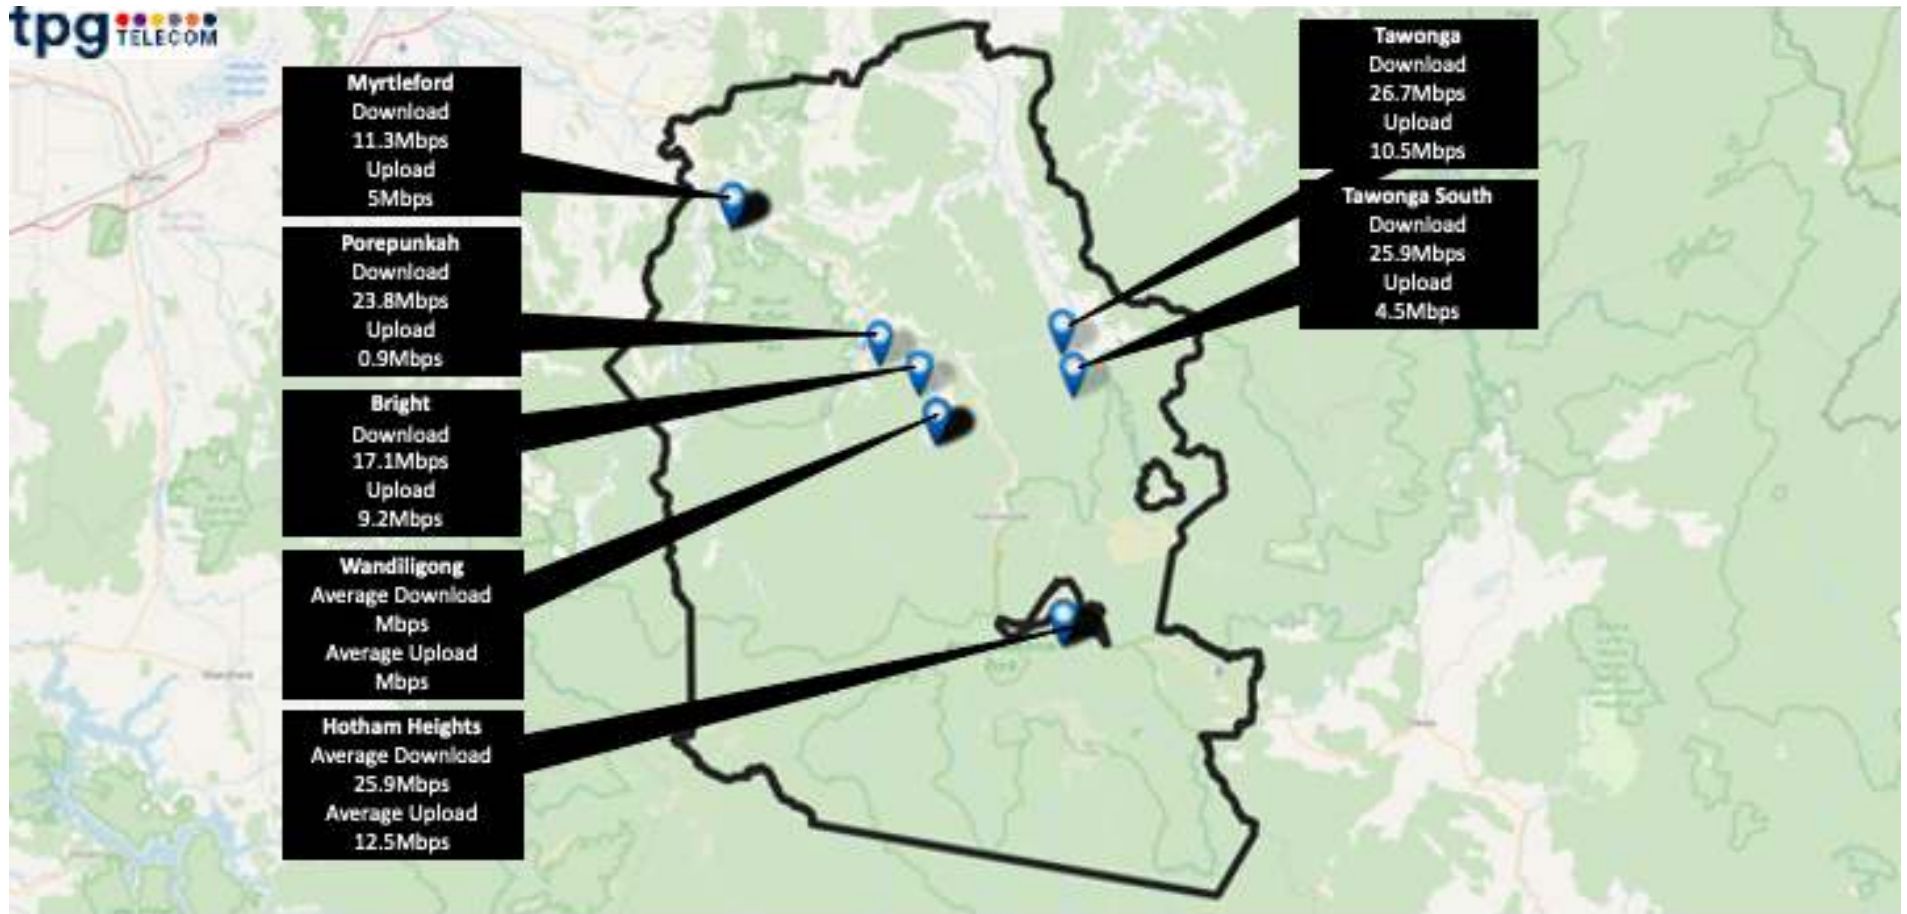 tpg
TELECOM
Myrtleford
Download
11.3Mbps
Upload
5Mbps
Porepunkah
Download
23.8Mbps
Upload
0.9Mbps
Bright
Download
17.1Mbps
Upload
9.2Mbps
Wandiligong
Average Download
Mbps
Average Upload
Mbps
Hotham Heights
Average Download
25.9Mbps
Average Upload
12.5Mbps
Tawonga
Download
26.7Mbps
Upload
10.5Mbps
Tawonga South
Download
25.9Mbps
Upload
4.5Mbps